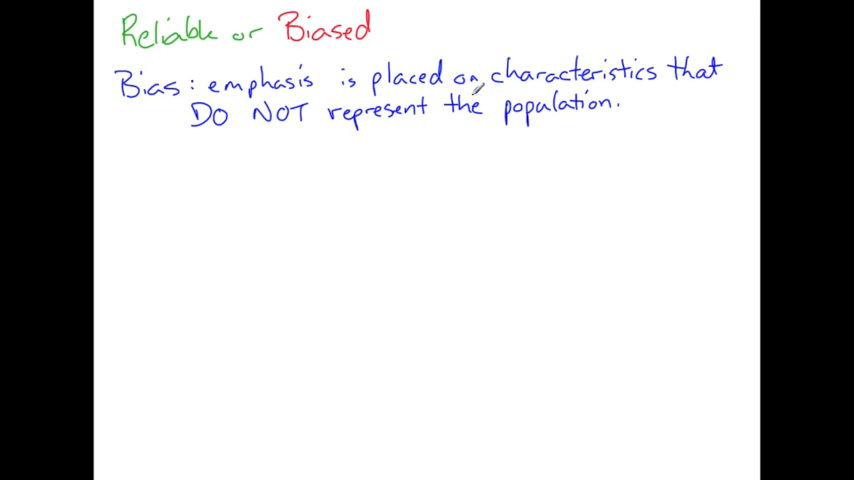 Reliable or Biased
Bias: emphasis is placed on characteristics that
DO NOT represent the population.